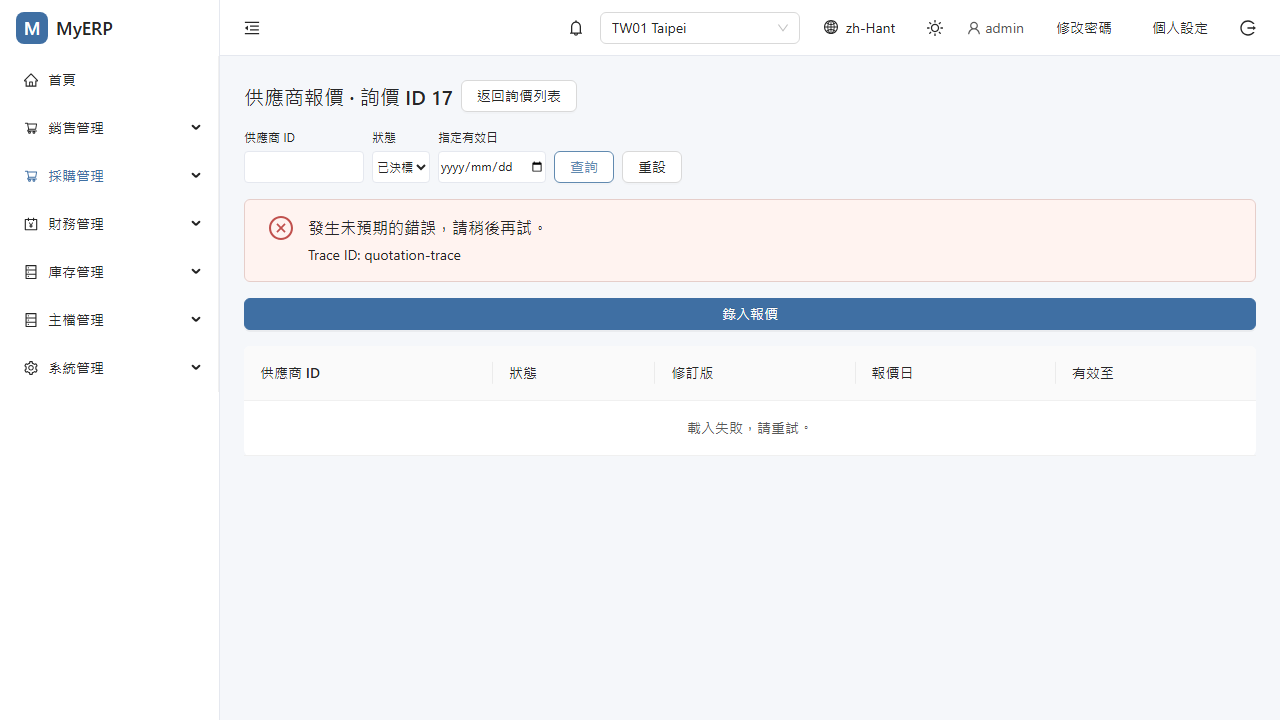 M MyERP
TW01 Taipei
zh-Hant
admin
修改密碼
個人設定
首頁
銷售管理
採購管理
財務管理
庫存管理
主檔管理
系統管理
供應商報價 · 詢價 ID 17
返回詢價列表
供應商 ID
狀態
指定有效日
已決標
yyyy/mm/dd
查詢
重設
發生未預期的錯誤，請稍後再試。
Trace ID: quotation-trace
錄入報價
供應商 ID
狀態
修訂版
報價日
有效至
載入失敗，請重試。